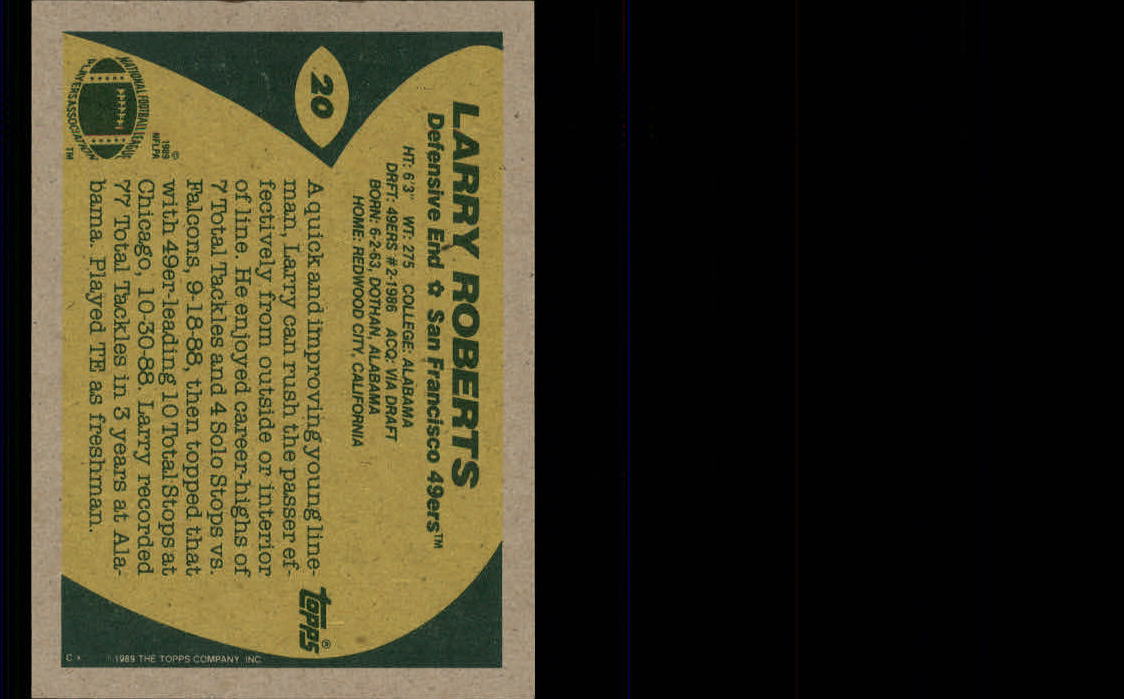 20
LARRY ROBERTS
Defensive End ✩ San Francisco 49ers™
HT: 6'3" WT: 275 COLLEGE: ALABAMA
DRFT: 49ERS #2-1986 ACQ: VIA DRAFT
BORN: 6-2-63, DOTHAN, ALABAMA
HOME: REDWOOD CITY, CALIFORNIA
A quick and improving young line-
man, Larry can rush the passer ef-
fectively from outside or interior
of line. He enjoyed career-highs of
7 Total Tackles and 4 Solo Stops vs.
Falcons, 9-18-88, then topped that
with 49er-leading 10 Total Stops at
Chicago, 10-30-88. Larry recorded
77 Total Tackles in 3 years at Ala-
bama. Played TE as freshman.
©
1989
NFLPA
NATIONAL FOOTBALL LEAGUE
PLAYERS ASSOCIATION
TM
topps®
C *
© 1989 THE TOPPS COMPANY, INC.